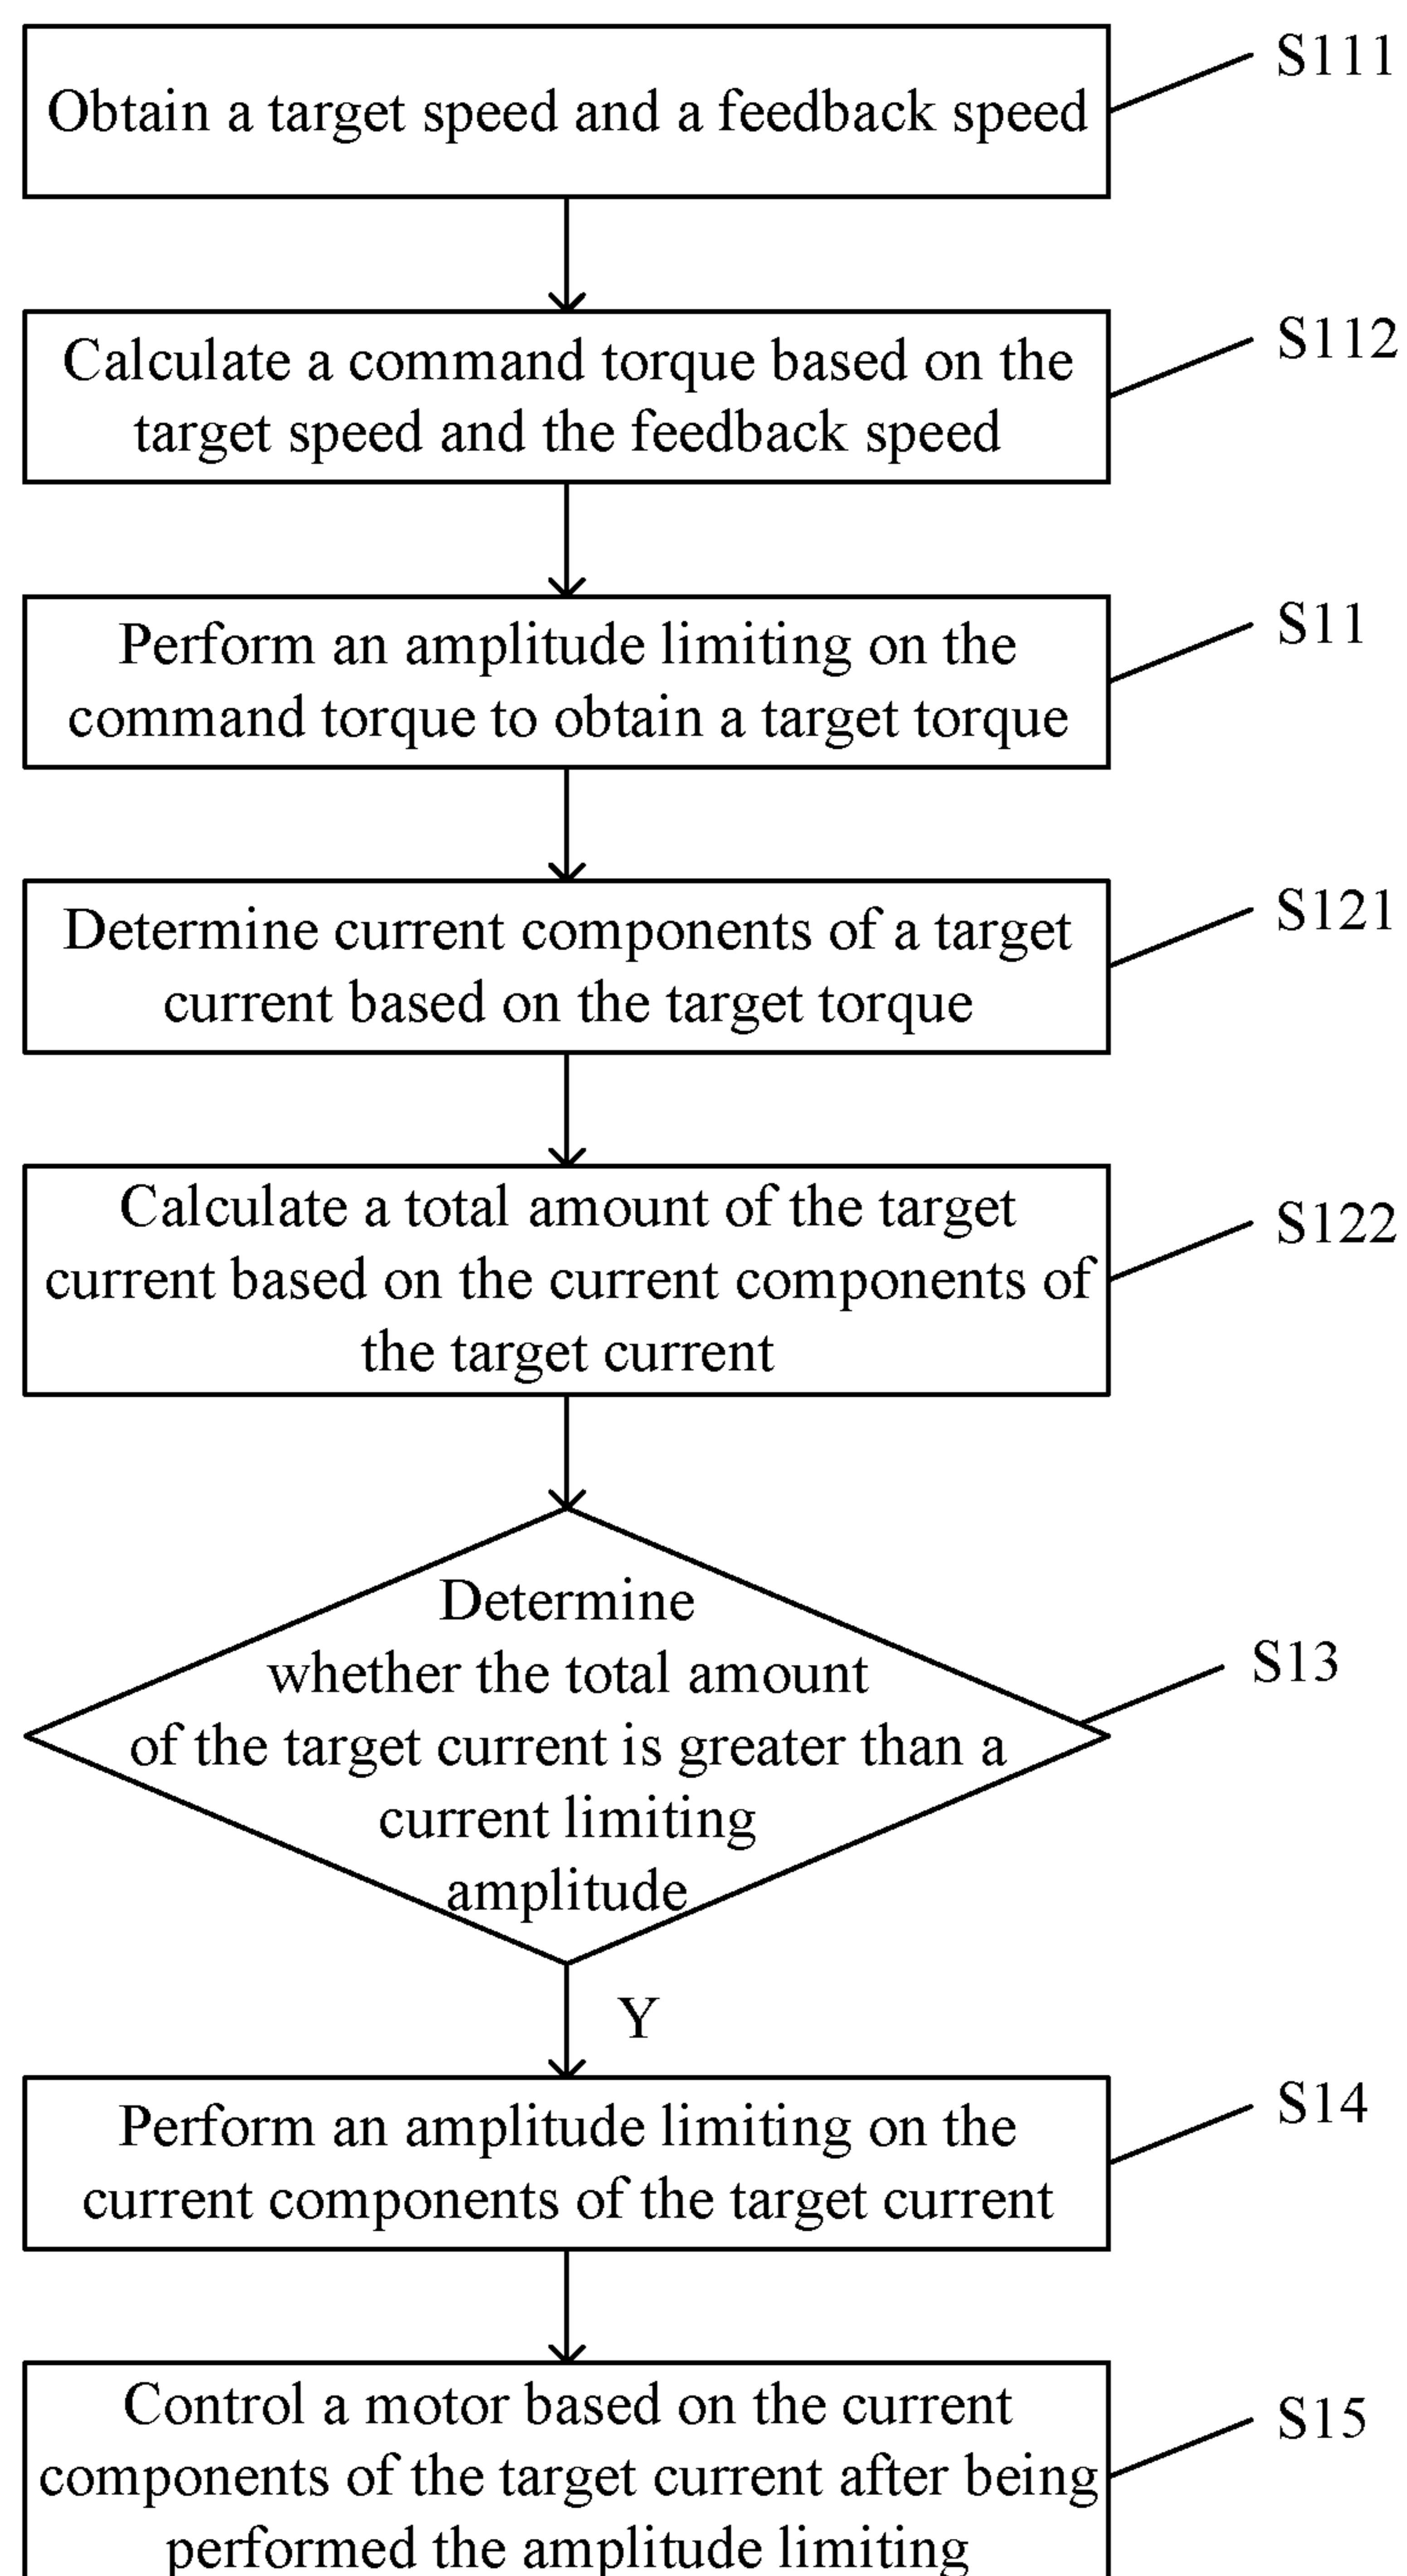 Obtain a target speed and a feedback speed
S111
Calculate a command torque based on the
target speed and the feedback speed
S112
Perform an amplitude limiting on the
command torque to obtain a target torque
S11
Determine current components of a target
current based on the target torque
S121
Calculate a total amount of the target
current based on the current components of
the target current
S122
Determine
whether the total amount
of the target current is greater than a
current limiting
amplitude
S13
Y
Perform an amplitude limiting on the
current components of the target current
S14
Control a motor based on the current
components of the target current after being
performed the amplitude limiting
S15